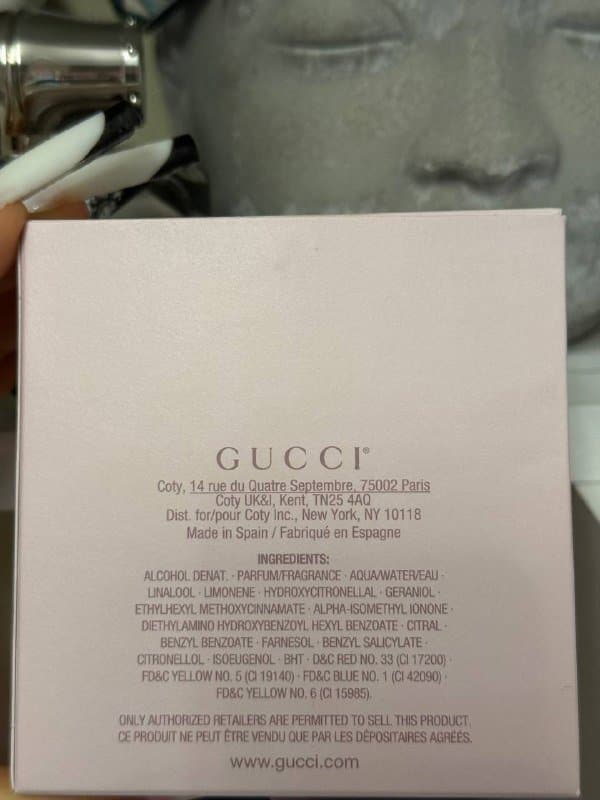 GUCCI®
Coty, 14 rue du Quatre Septembre, 75002 Paris
Coty UK&I, Kent, TN25 4AQ
Dist. for/pour Coty Inc., New York, NY 10118
Made in Spain / Fabriqué en Espagne
INGREDIENTS:
ALCOHOL DENAT. · PARFUM/FRAGRANCE · AQUA/WATER/EAU ·
LINALOOL · LIMONENE · HYDROXYCITRONELLAL · GERANIOL ·
ETHYLHEXYL METHOXYCINNAMATE · ALPHA-ISOMETHYL IONONE ·
DIETHYLAMINO HYDROXYBENZOYL HEXYL BENZOATE · CITRAL ·
BENZYL BENZOATE · FARNESOL · BENZYL SALICYLATE ·
CITRONELLOL · ISOEUGENOL · BHT · D&C RED NO. 33 (CI 17200) ·
FD&C YELLOW NO. 5 (CI 19140) · FD&C BLUE NO. 1 (CI 42090) ·
FD&C YELLOW NO. 6 (CI 15985).
ONLY AUTHORIZED RETAILERS ARE PERMITTED TO SELL THIS PRODUCT.
CE PRODUIT NE PEUT ÊTRE VENDU QUE PAR LES DÉPOSITAIRES AGRÉÉS.
www.gucci.com